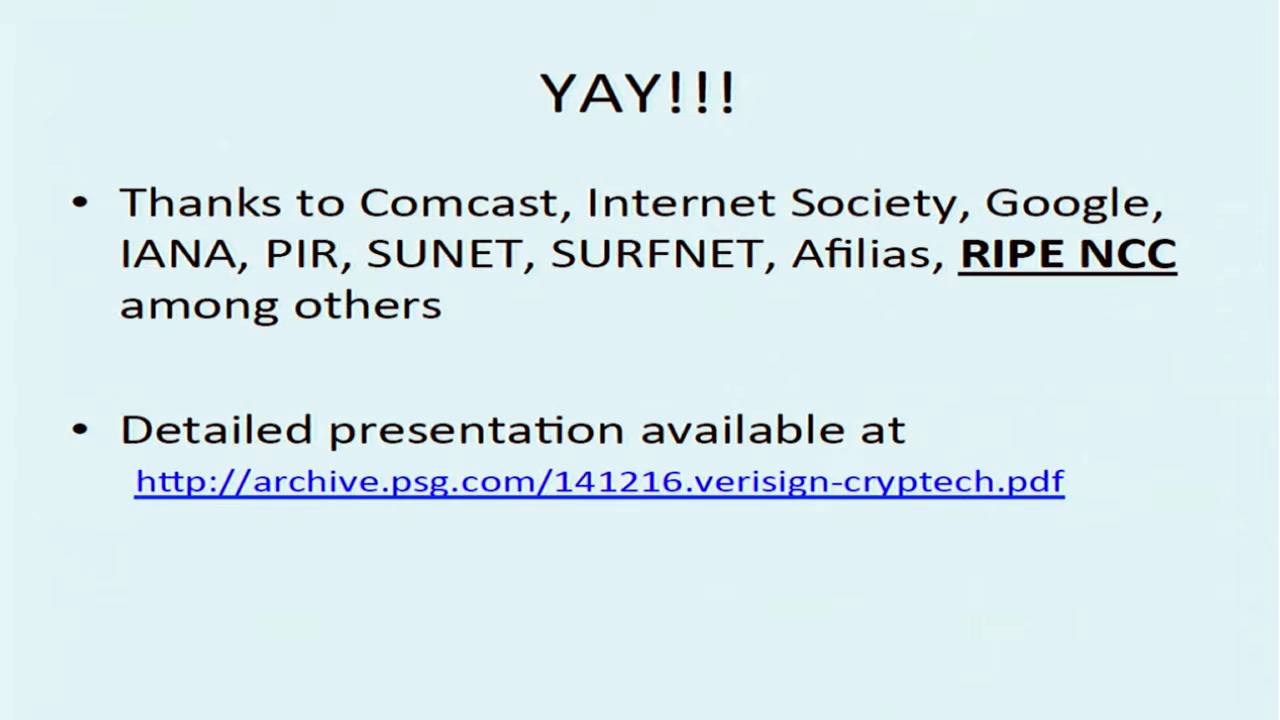 YAY!!!
• Thanks to Comcast, Internet Society, Google,
IANA, PIR, SUNET, SURFNET, Afilias, RIPE NCC
among others
• Detailed presentation available at
http://archive.psg.com/141216.verisign-cryptech.pdf